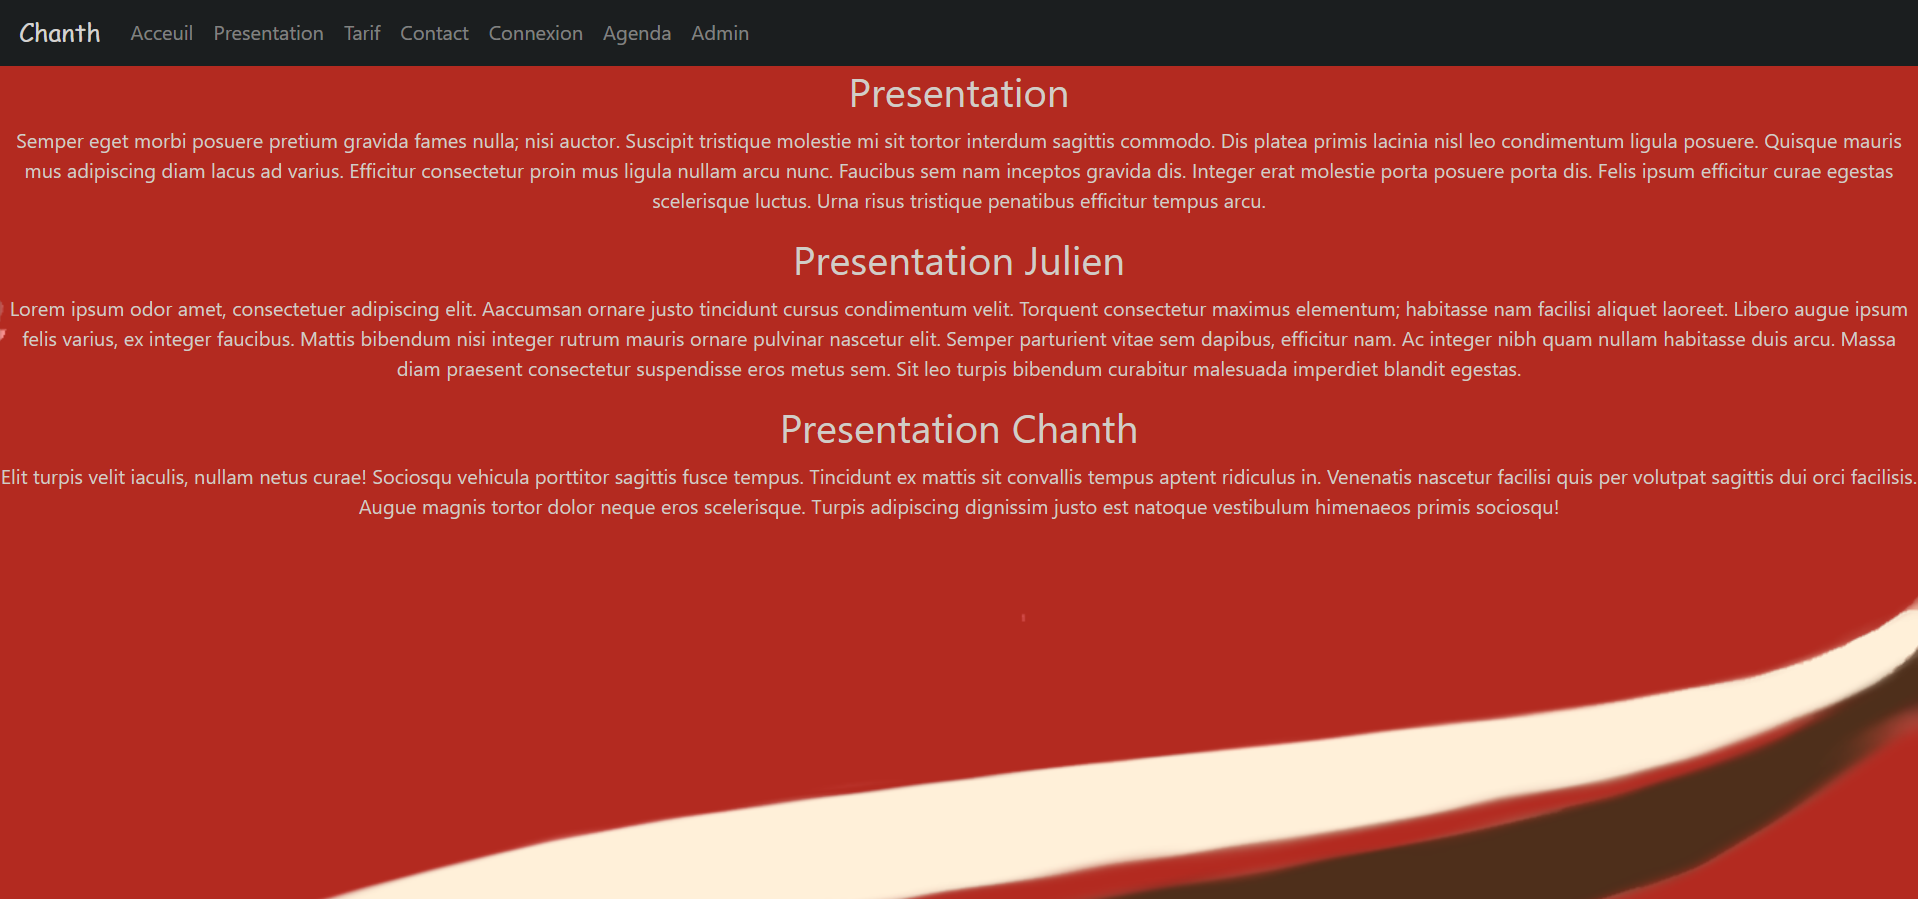 Chanth Acceuil Presentation Tarif Contact Connexion Agenda Admin
Presentation
Semper eget morbi posuere pretium gravida fames nulla; nisi auctor. Suscipit tristique molestie mi sit tortor interdum sagittis commodo. Dis platea primis lacinia nisl leo condimentum ligula posuere. Quisque mauris
mus adipiscing diam lacus ad varius. Efficitur consectetur proin mus ligula nullam arcu nunc. Faucibus sem nam inceptos gravida dis. Integer erat molestie porta posuere porta dis. Felis ipsum efficitur curae egestas
scelerisque luctus. Urna risus tristique penatibus efficitur tempus arcu.
Presentation Julien
Lorem ipsum odor amet, consectetuer adipiscing elit. Aaccumsan ornare justo tincidunt cursus condimentum velit. Torquent consectetur maximus elementum; habitasse nam facilisi aliquet laoreet. Libero augue ipsum
felis varius, ex integer faucibus. Mattis bibendum nisi integer rutrum mauris ornare pulvinar nascetur elit. Semper parturient vitae sem dapibus, efficitur nam. Ac integer nibh quam nullam habitasse duis arcu. Massa
diam praesent consectetur suspendisse eros metus sem. Sit leo turpis bibendum curabitur malesuada imperdiet blandit egestas.
Presentation Chanth
Elit turpis velit iaculis, nullam netus curae! Sociosqu vehicula porttitor sagittis fusce tempus. Tincidunt ex mattis sit convallis tempus aptent ridiculus in. Venenatis nascetur facilisi quis per volutpat sagittis dui orci facilisis.
Augue magnis tortor dolor neque eros scelerisque. Turpis adipiscing dignissim justo est natoque vestibulum himenaeos primis sociosqu!